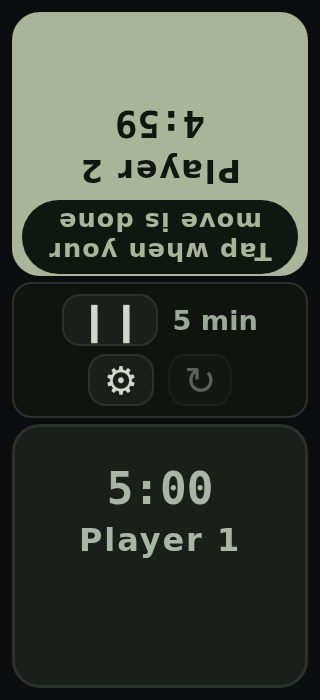 Tap when your
move is done
Player 2
4:59
❙❙ 5 min
⚙ ↻
5:00
Player 1